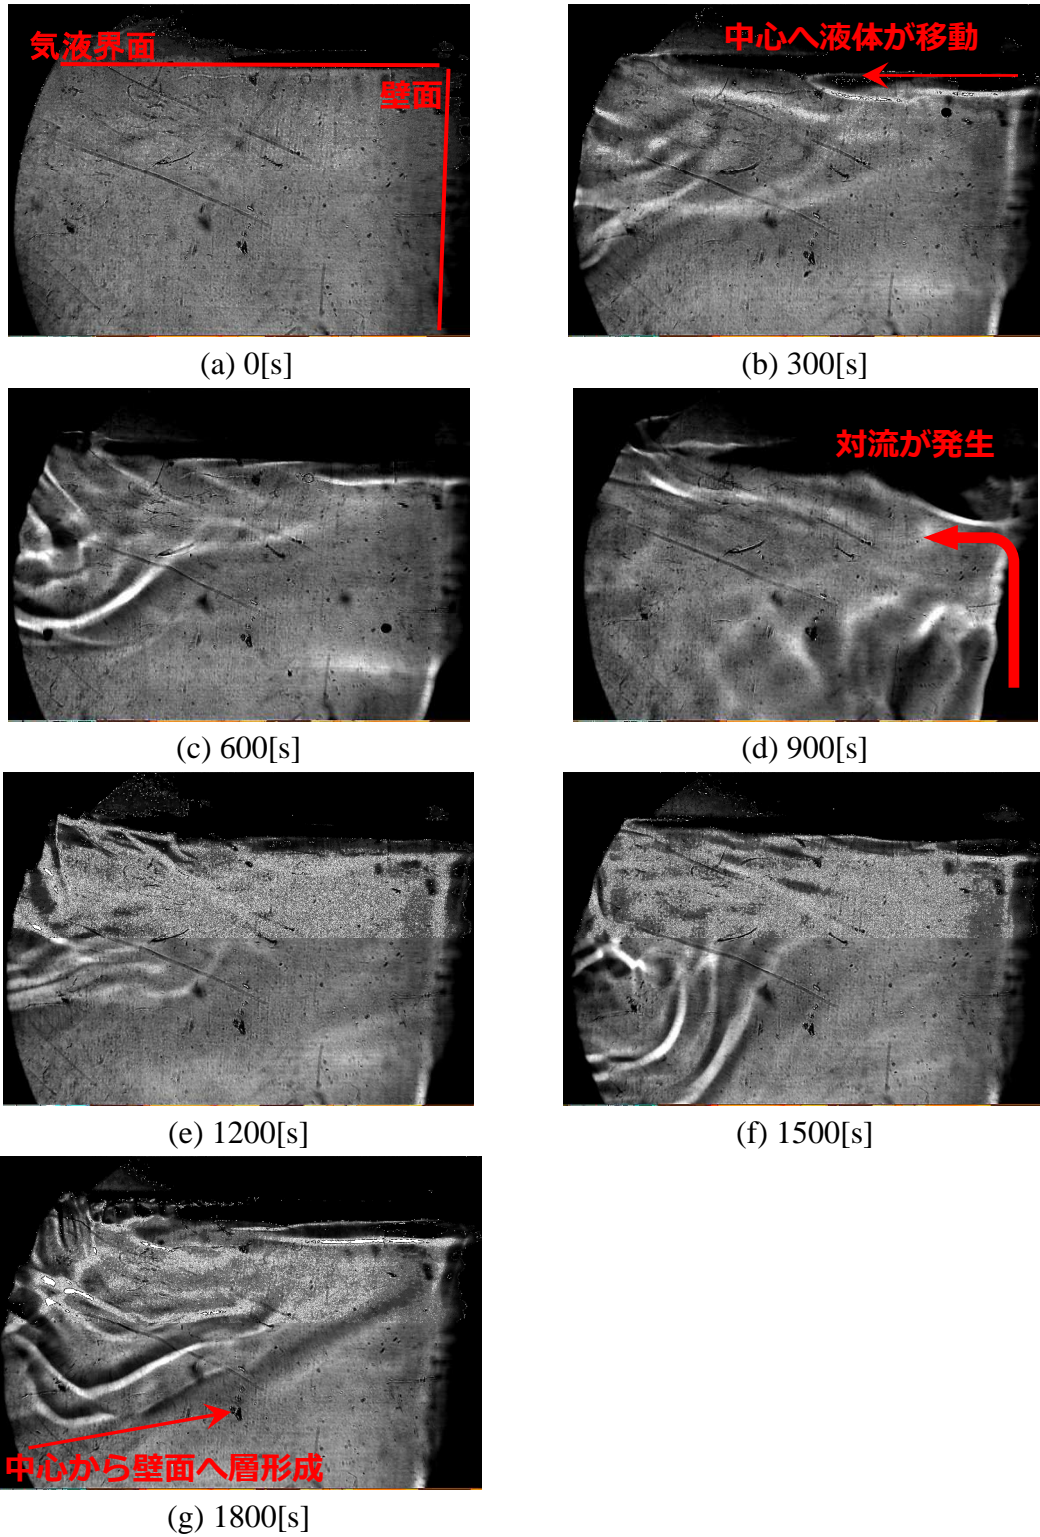 気液界面
壁面
(a) 0[s]
中心へ液体が移動
(b) 300[s]
(c) 600[s]
対流が発生
(d) 900[s]
(e) 1200[s]
(f) 1500[s]
中心から壁面へ層形成
(g) 1800[s]